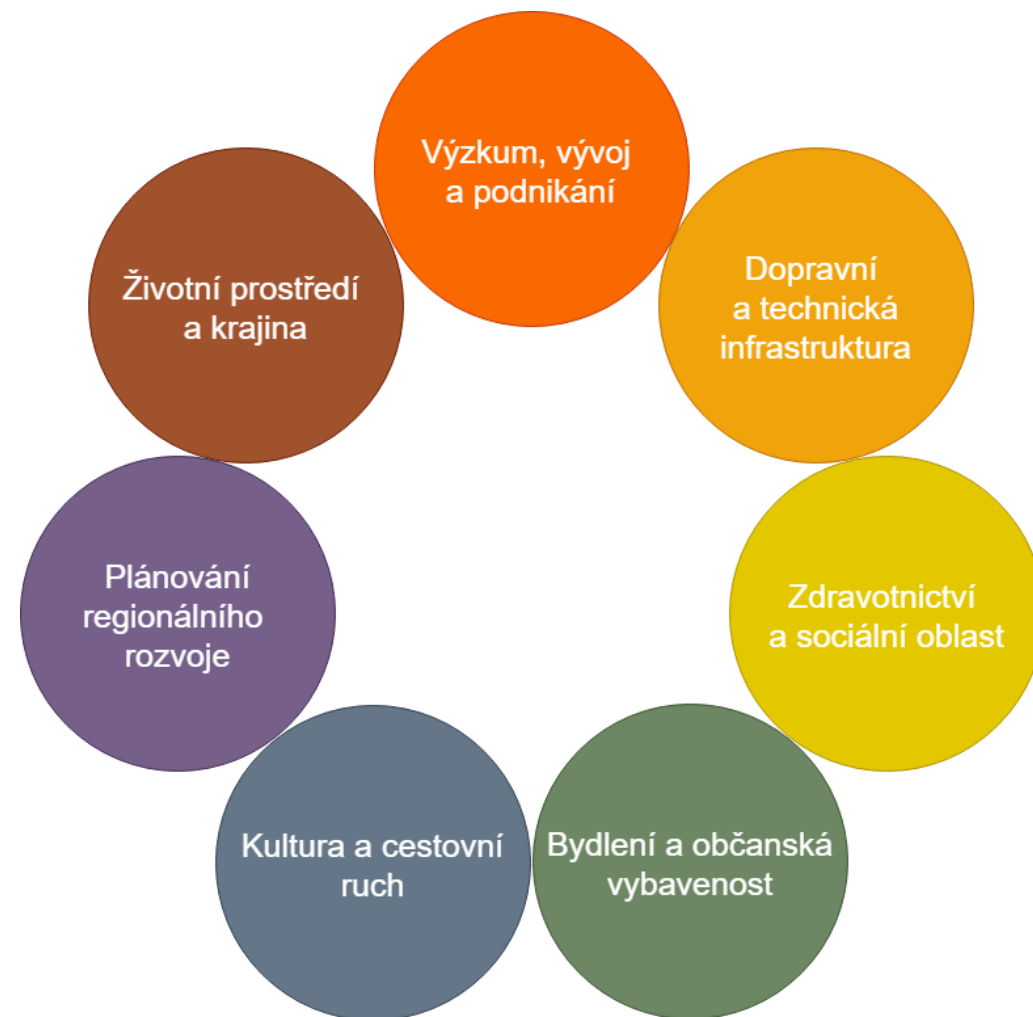 Výzkum, vývoj
a podnikání
Dopravní
a technická
infrastruktura
Zdravotnictví
a sociální oblast
Bydlení a občanská
vybavenost
Kultura a cestovní
ruch
Plánování
regionálního
rozvoje
Životní prostředí
a krajina